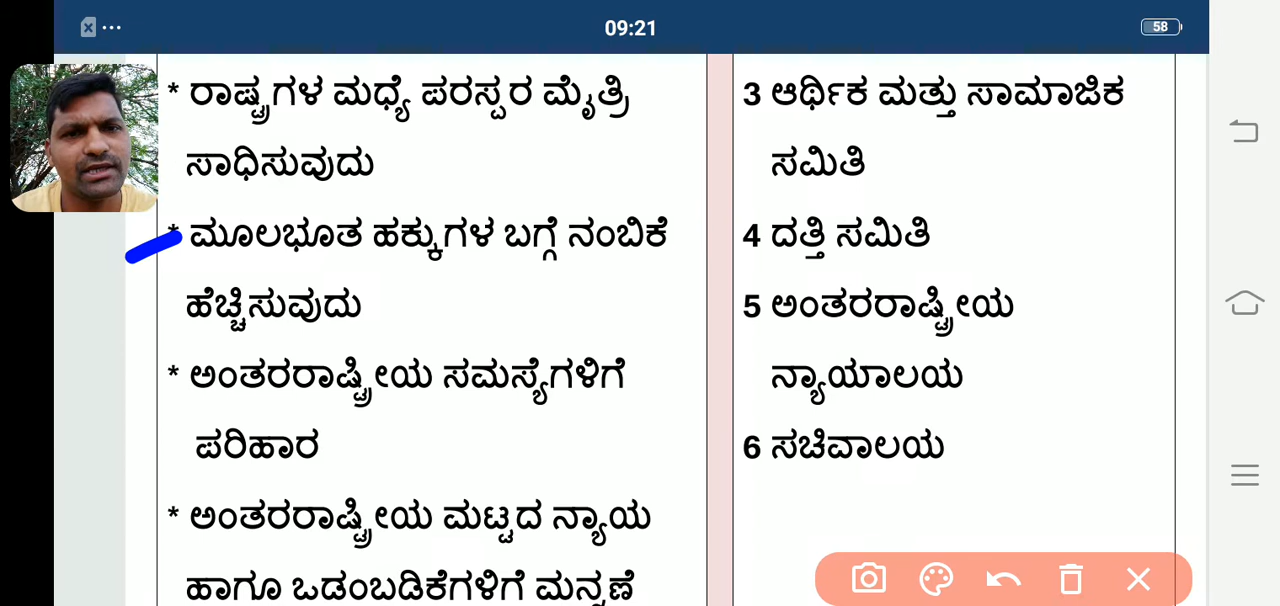 09:21
58
* ರಾಷ್ಟ್ರಗಳ ಮಧ್ಯೆ ಪರಸ್ಪರ ಮೈತ್ರಿ
ಸಾಧಿಸುವುದು
* ಮೂಲಭೂತ ಹಕ್ಕುಗಳ ಬಗ್ಗೆ ನಂಬಿಕೆ
ಹೆಚ್ಚಿಸುವುದು
* ಅಂತರರಾಷ್ಟ್ರೀಯ ಸಮಸ್ಯೆಗಳಿಗೆ
ಪರಿಹಾರ
* ಅಂತರರಾಷ್ಟ್ರೀಯ ಮಟ್ಟದ ನ್ಯಾಯ
ಹಾಗೂ ಒಡಂಬಡಿಕೆಗಳಿಗೆ ಮನ್ನಣೆ
3 ಆರ್ಥಿಕ ಮತ್ತು ಸಾಮಾಜಿಕ
ಸಮಿತಿ
4 ದತ್ತಿ ಸಮಿತಿ
5 ಅಂತರರಾಷ್ಟ್ರೀಯ
ನ್ಯಾಯಾಲಯ
6 ಸಚಿವಾಲಯ